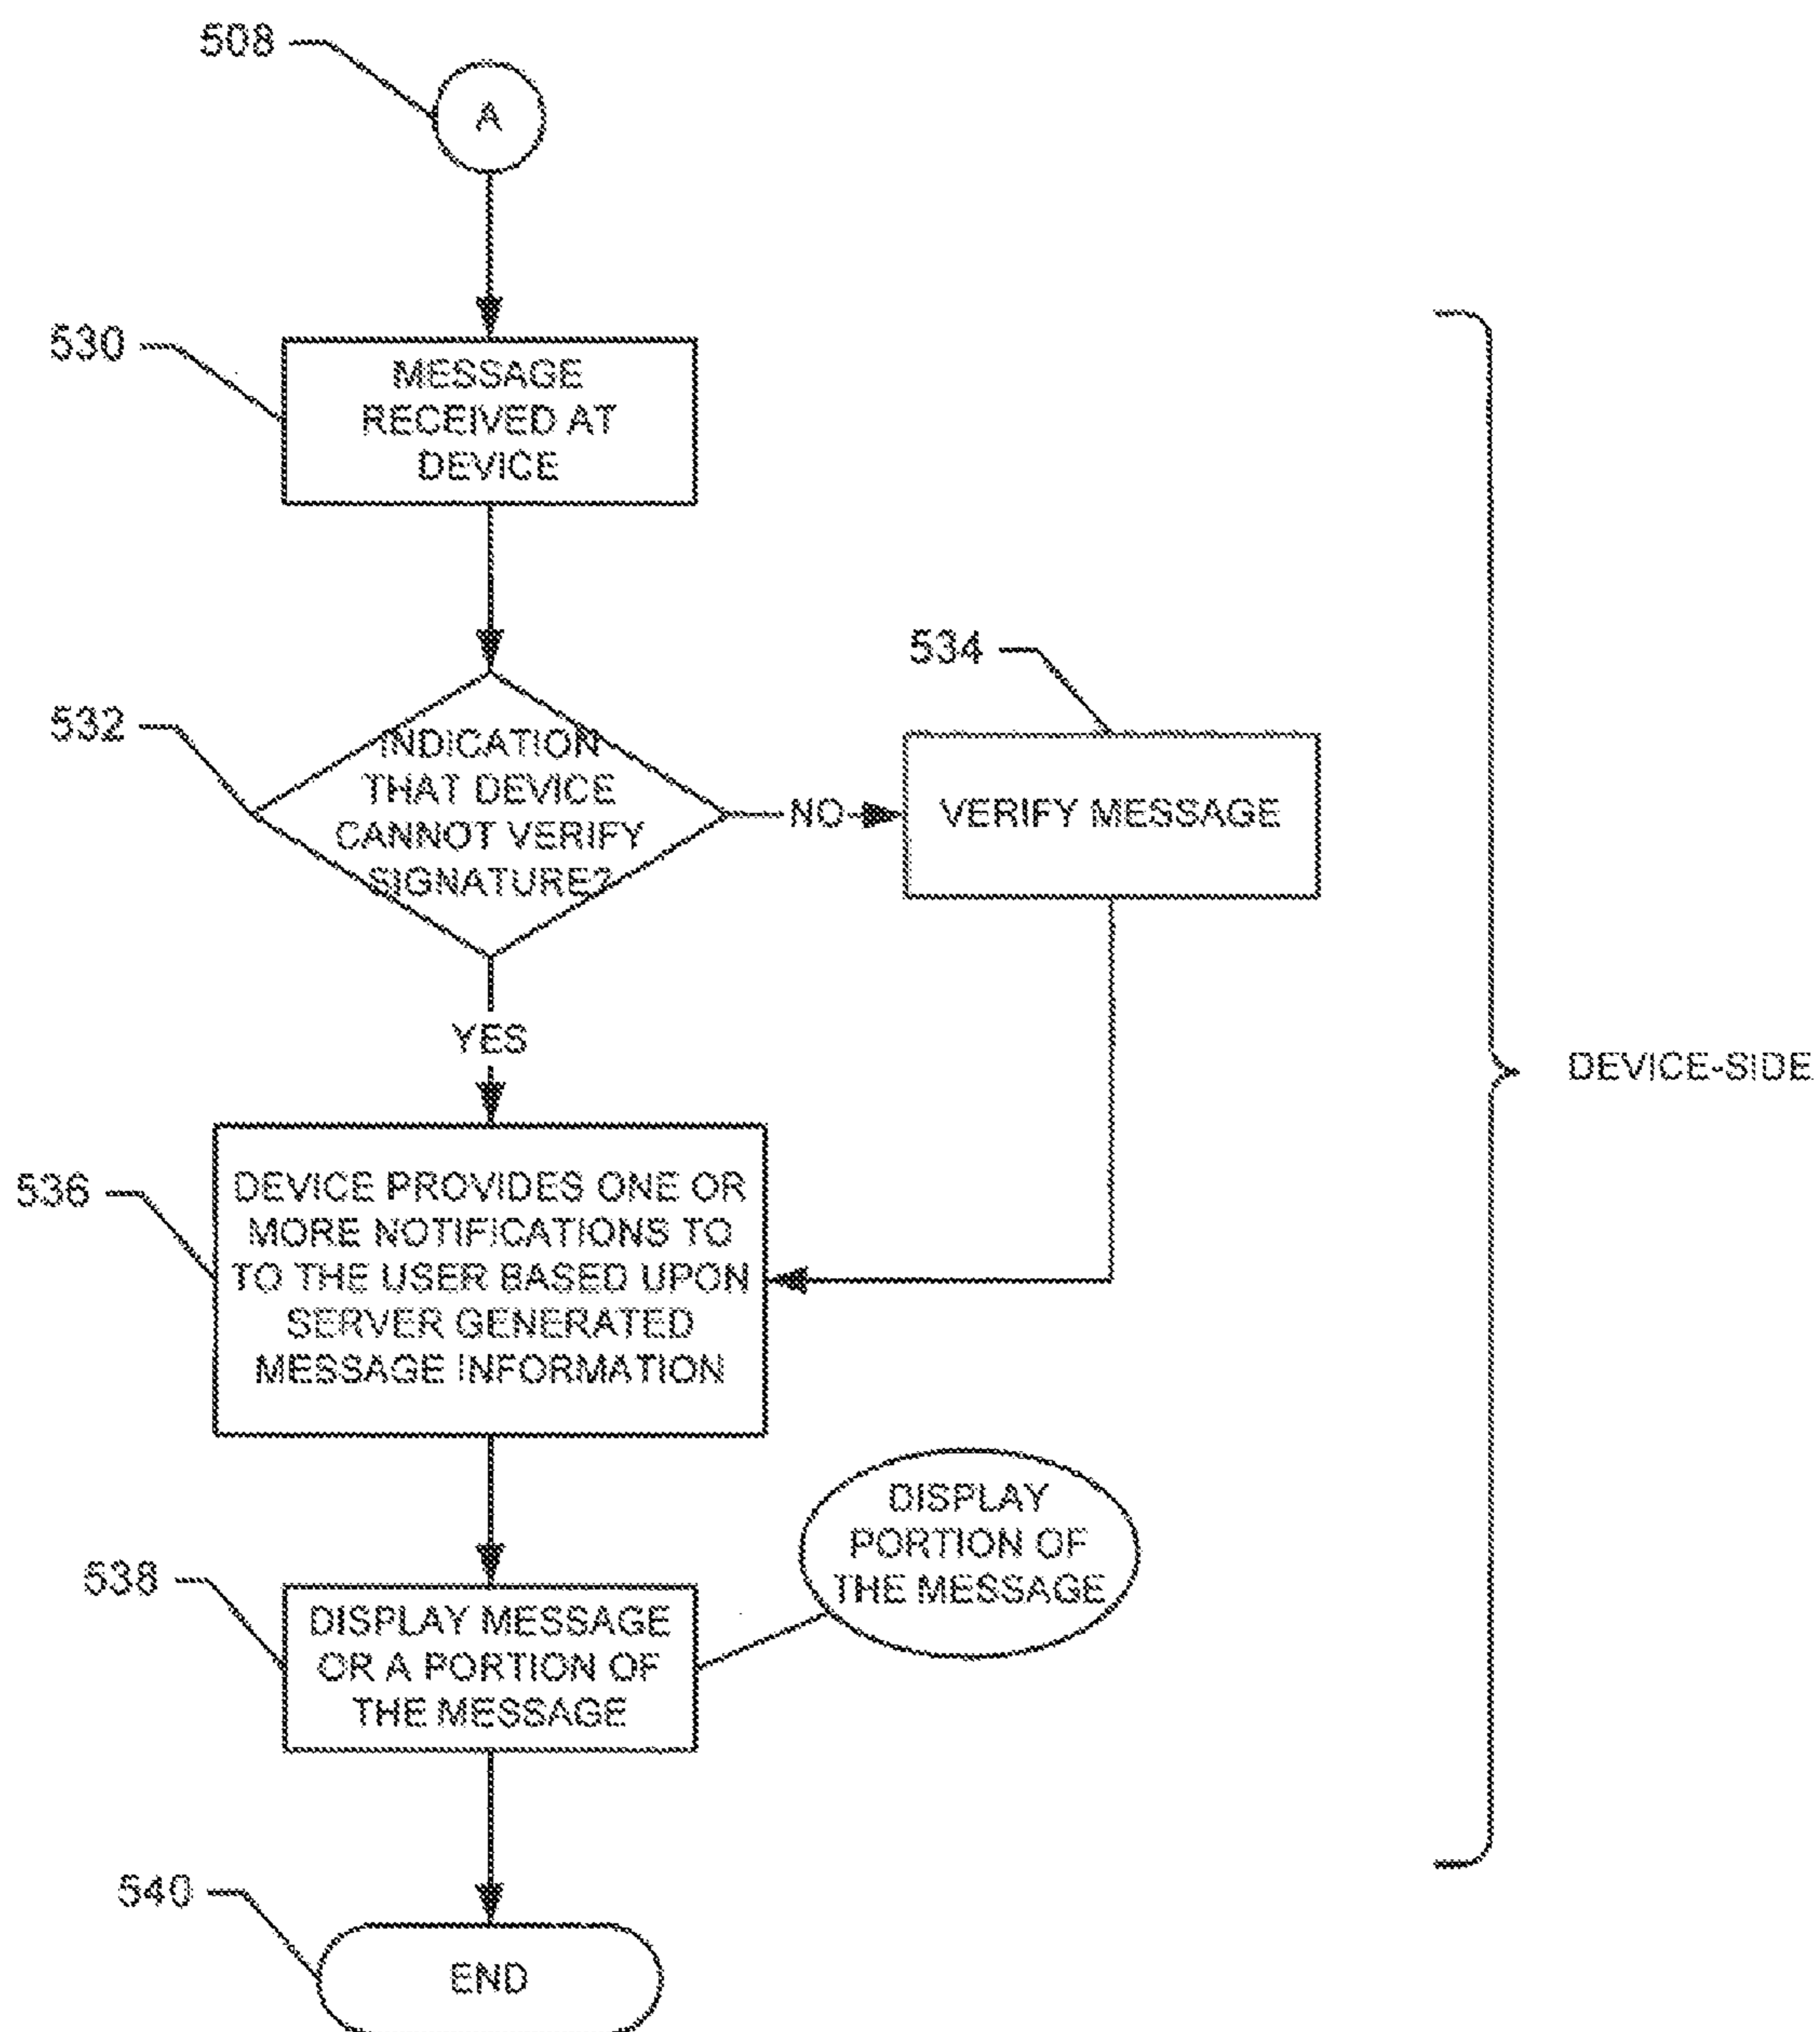 508
A
530
MESSAGE
RECEIVED AT
DEVICE
534
532
INDICATION
THAT DEVICE
CANNOT VERIFY
SIGNATURE?
NO
VERIFY MESSAGE
YES
DEVICE-SIDE
536
DEVICE PROVIDES ONE OR
MORE NOTIFICATIONS TO
TO THE USER BASED UPON
SERVER GENERATED
MESSAGE INFORMATION
DISPLAY
PORTION OF
THE MESSAGE
538
DISPLAY MESSAGE
OR A PORTION OF
THE MESSAGE
540
END